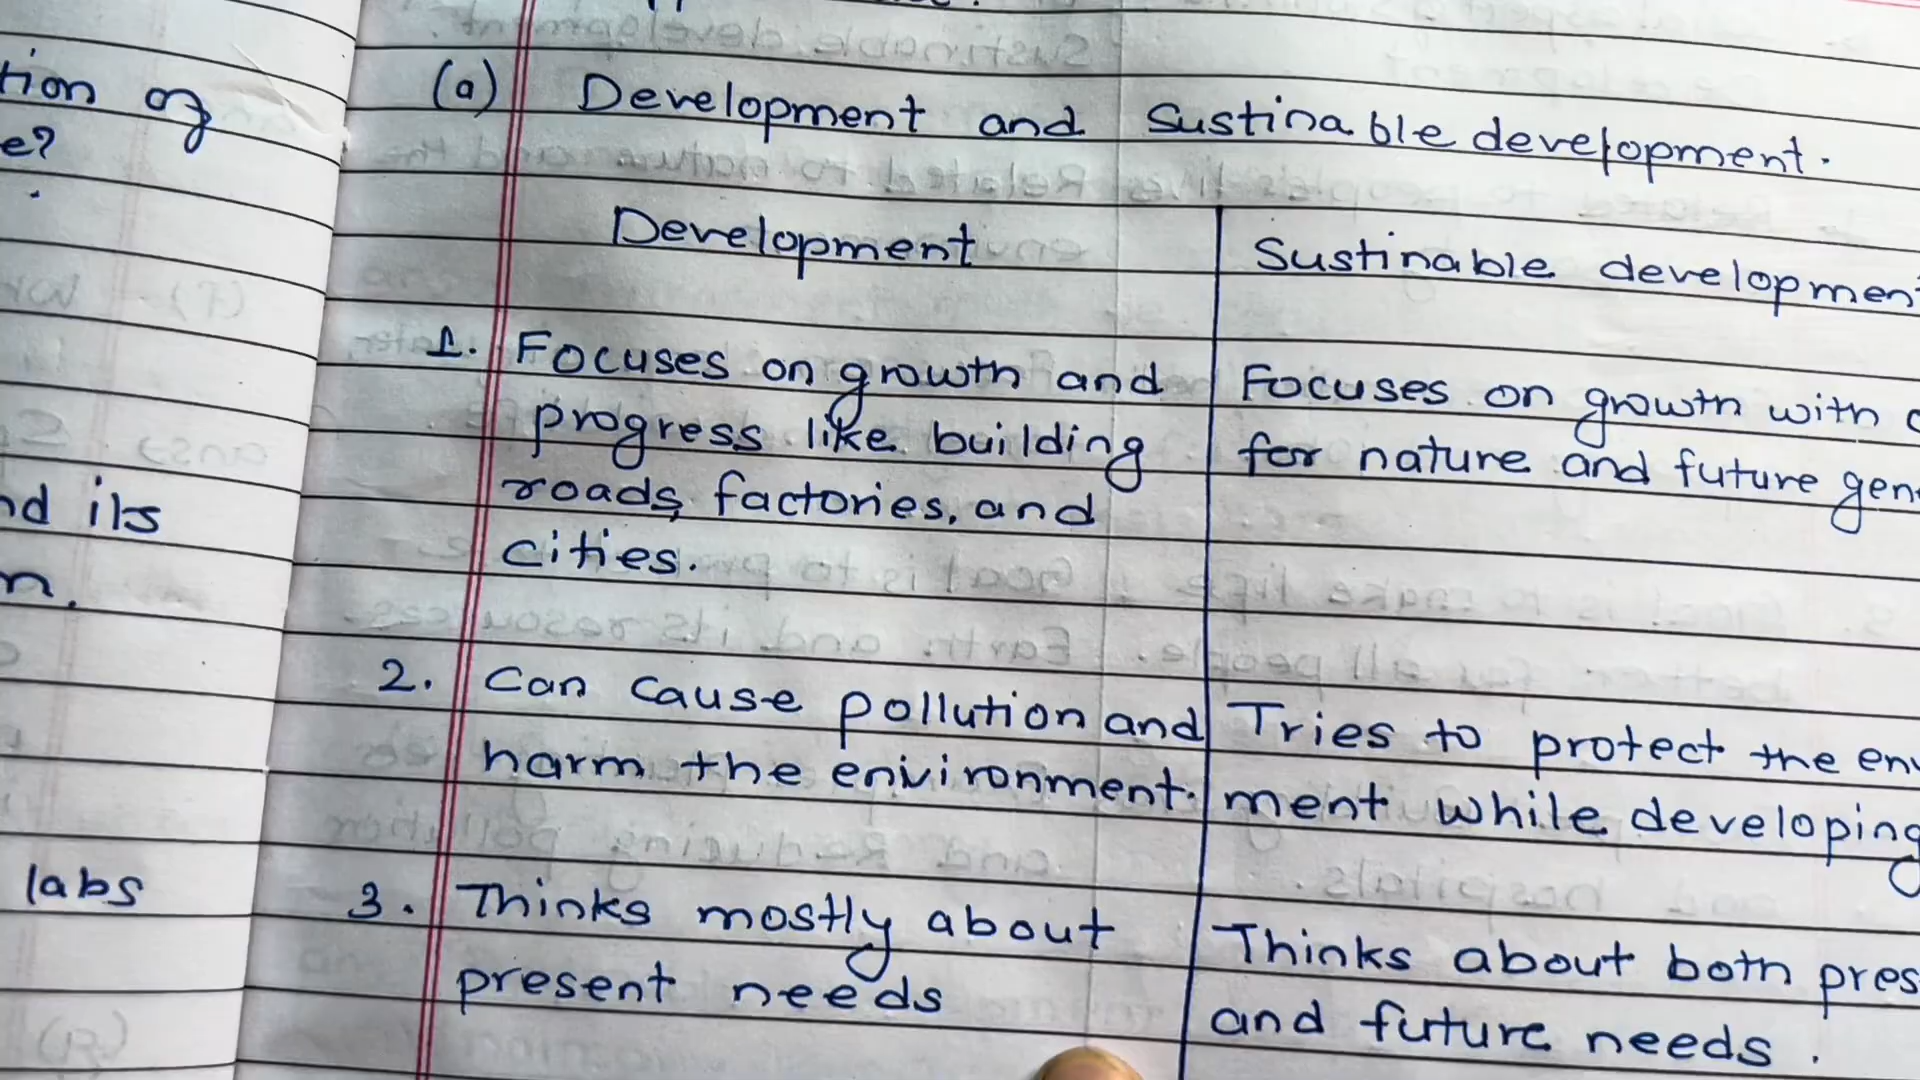 tion of
e?
nd its
n.
labs
(a) Development and Sustinable development.
Development
Sustinable developmen
1. Focuses on growth and
progress like building
roads, factories, and
cities.
Focuses on growth with
for nature and future gen
2. Can cause pollution and
harm the enivironment.
Tries to protect the env
ment while developing
3. Thinks mostly about
present needs
Thinks about both pres
and future needs.